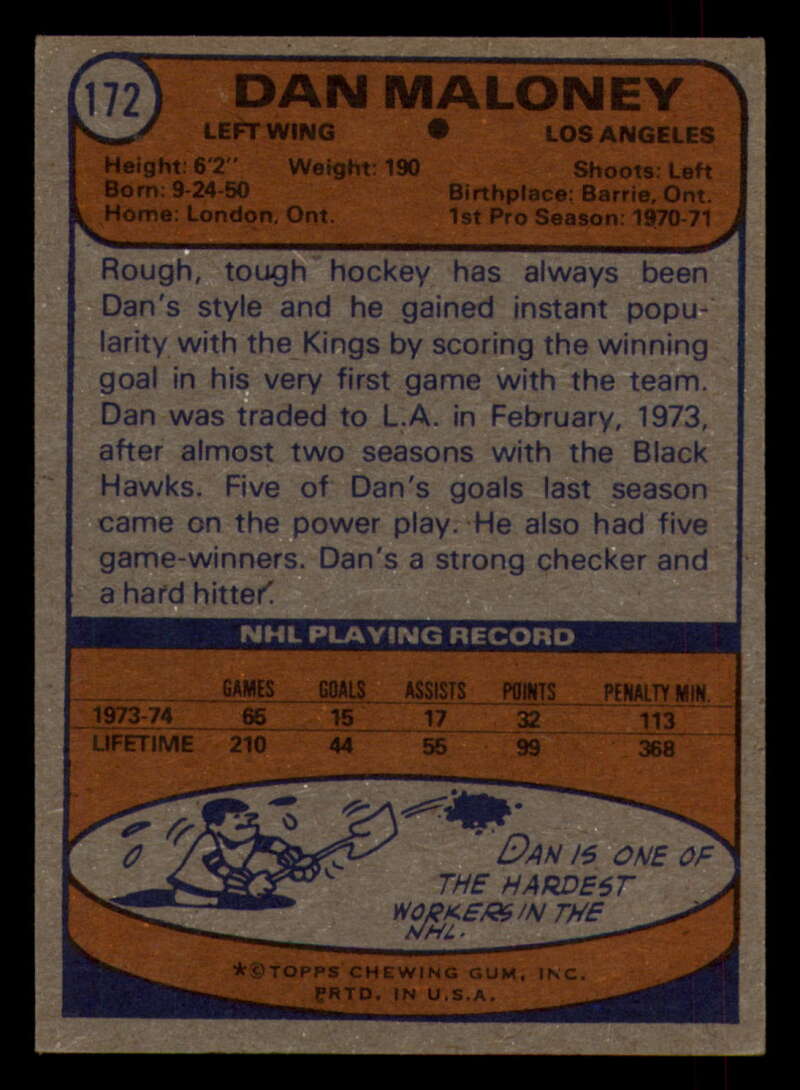 172
DAN MALONEY
LEFT WING ● LOS ANGELES
Height: 6'2" Weight: 190 Shoots: Left
Born: 9-24-50 Birthplace: Barrie, Ont.
Home: London, Ont. 1st Pro Season: 1970-71
Rough, tough hockey has always been
Dan's style and he gained instant popu-
larity with the Kings by scoring the winning
goal in his very first game with the team.
Dan was traded to L.A. in February, 1973,
after almost two seasons with the Black
Hawks. Five of Dan's goals last season
came on the power play. He also had five
game-winners. Dan's a strong checker and
a hard hitter.
NHL PLAYING RECORD
GAMES GOALS ASSISTS POINTS PENALTY MIN.
1973-74 65 15 17 32 113
LIFETIME 210 44 55 99 368
DAN IS ONE OF
THE HARDEST
WORKERS IN THE
NHL.
*©TOPPS CHEWING GUM, INC.
PRTD. IN U.S.A.